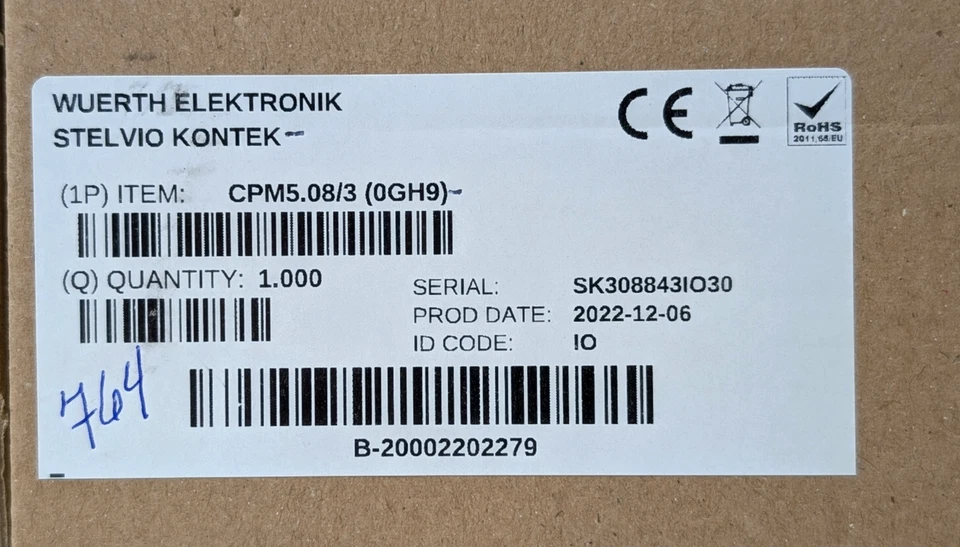 WUERTH ELEKTRONIK
STELVIO KONTEK
CE
RoHS
2011/65/EU
(1P) ITEM: CPM5.08/3 (0GH9)
(Q) QUANTITY: 1.000
SERIAL: SK308843IO30
PROD DATE: 2022-12-06
ID CODE: IO
764
B-20002202279